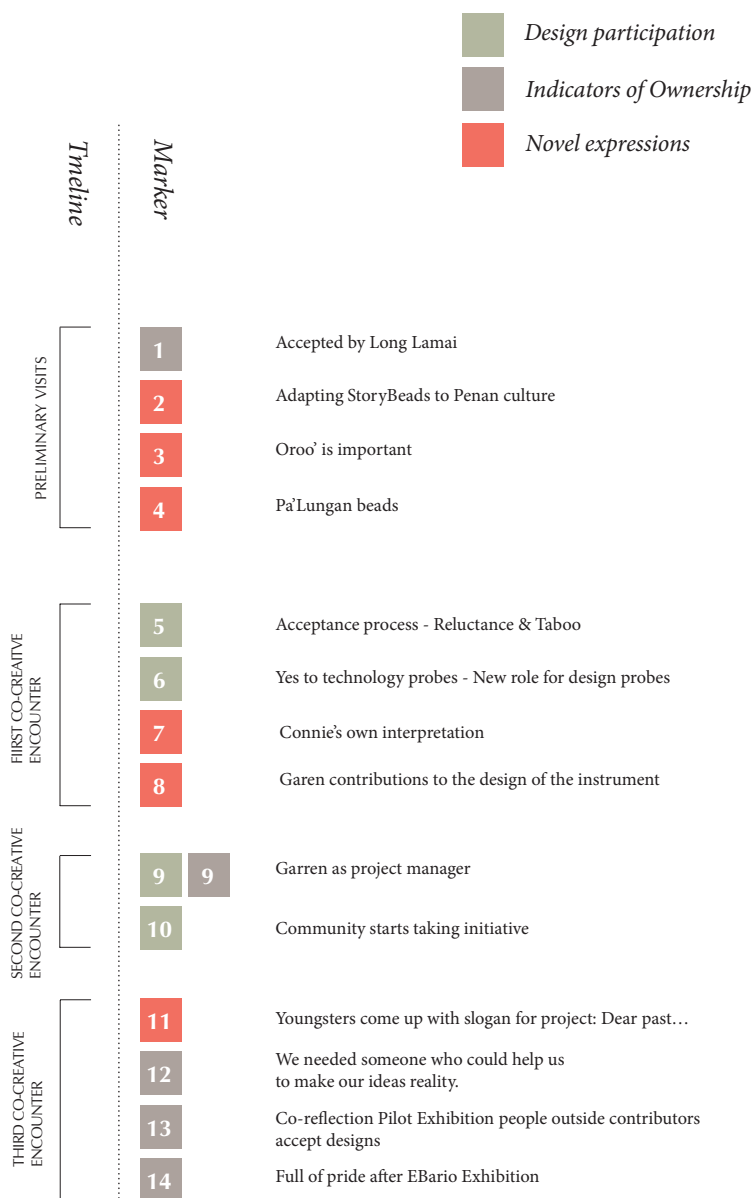 Design participation
Indicators of Ownership
Novel expressions
Tmeline
Marker
PRELIMINARY VISITS
1 Accepted by Long Lamai
2 Adapting StoryBeads to Penan culture
3 Oroo' is important
4 Pa'Lungan beads
FIIRST CO-CREAITVE
ENCOUNTER
5 Acceptance process - Reluctance & Taboo
6 Yes to technology probes - New role for design probes
7 Connie's own interpretation
8 Garen contributions to the design of the instrument
SECOND CO-CREATIVE
ENCOUNTER
9 9 Garren as project manager
10 Community starts taking initiative
THIRD CO-CREATIVE
ENCOUNTER
11 Youngsters come up with slogan for project: Dear past…
12 We needed someone who could help us
to make our ideas reality.
13 Co-reflection Pilot Exhibition people outside contributors
accept designs
14 Full of pride after EBario Exhibition